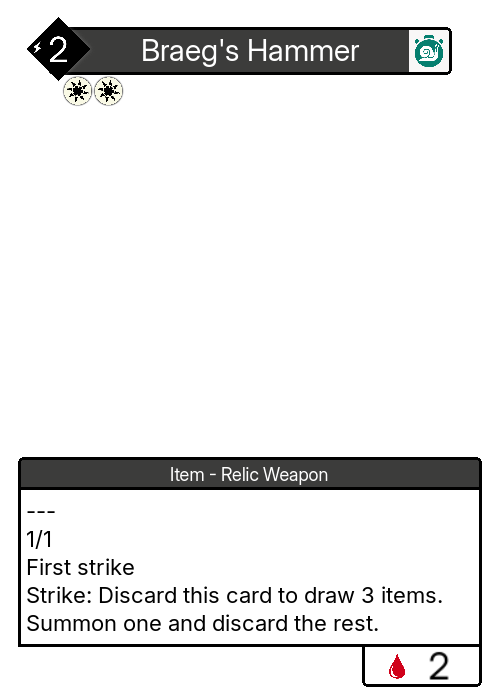 2
Braeg's Hammer
Item - Relic Weapon
---
1/1
First strike
Strike: Discard this card to draw 3 items.
Summon one and discard the rest.
2